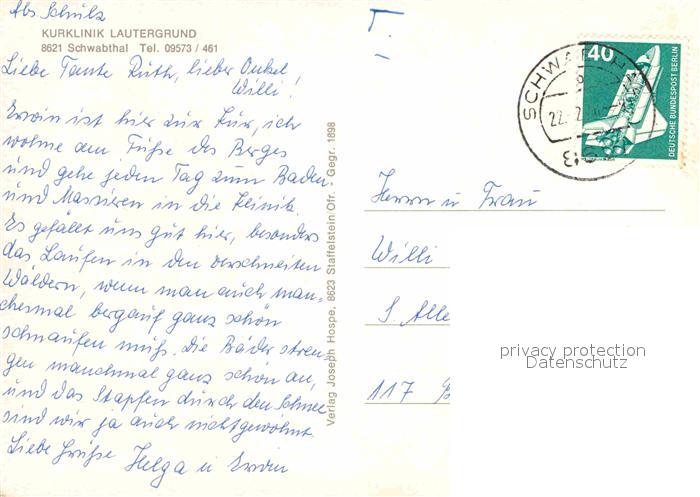 Abs. Schulz
KURKLINIK LAUTERGRUND
8621 Schwabthal Tel. 09573 / 461
Liebe Tante Ruth, lieber Onkel
Willi!
Erwin ist hier zur Kur, ich
wohne am Fuße des Berges
und gehe jeden Tag zum Baden
und Massieren in die Klinik.
Es gefällt uns gut hier, besonders
das Laufen in den verschneiten
Wäldern, wenn man auch man-
chesmal bergauf ganz schön
schnaufen muß. Die Bäder stren-
gen manchmal ganz schön an,
und das Stapfen durch den Schnee
sind wir ja auch nicht gewöhnt.
Liebe Grüße Helga u Erwin
Verlag Joseph Hospe, 8623 Staffelstein/Ofr. - Gegr. 1898
40
DEUTSCHE BUNDESPOST BERLIN
Herrn u Frau
Willi
S. Alle
117
privacy protection
Datenschutz